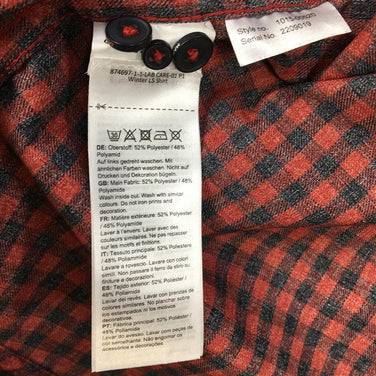 Style no. 1015-
Serial No. 2209019
874697-1-1-LAB CARE-01 P1
Winter LS Shirt
DE: Oberstoff: 52% Polyester / 48%
Polyamid
Auf links gedreht waschen. Mit
ähnlichen Farben waschen. Nicht auf
Drucken und Dekoration bügeln.
GB: Main Fabric: 52% Polyester / 48%
Polyamide
Wash inside out. Wash with similar
colours. Do not iron prints and
decoration.
FR: Matière extérieure: 52% Polyester
/ 48% Polyamide
Laver à l'envers. Laver avec des
couleurs similaires. Ne pas repasser
sur les motifs et finitions.
IT: Tessuto principale: 52% Poliestere
/ 48% Poliammide
Lavare a rovescio. Lavare con colori
simili. Non passare il ferro da stiro su
finiture e decorazioni.
ES: Tejido exterior: 52% Poliéster /
48% Poliamida
Lavar del revés. Lavar con prendas de
colores similares. No planchar sobre
los estampados o decoraciones.
PT: Fábrica principal: 52% Poliéster /
48% Poliamida
Lavar do avesso. Lavar com peças de
cor semelhante. Não engomar as
aplicações e decorações.